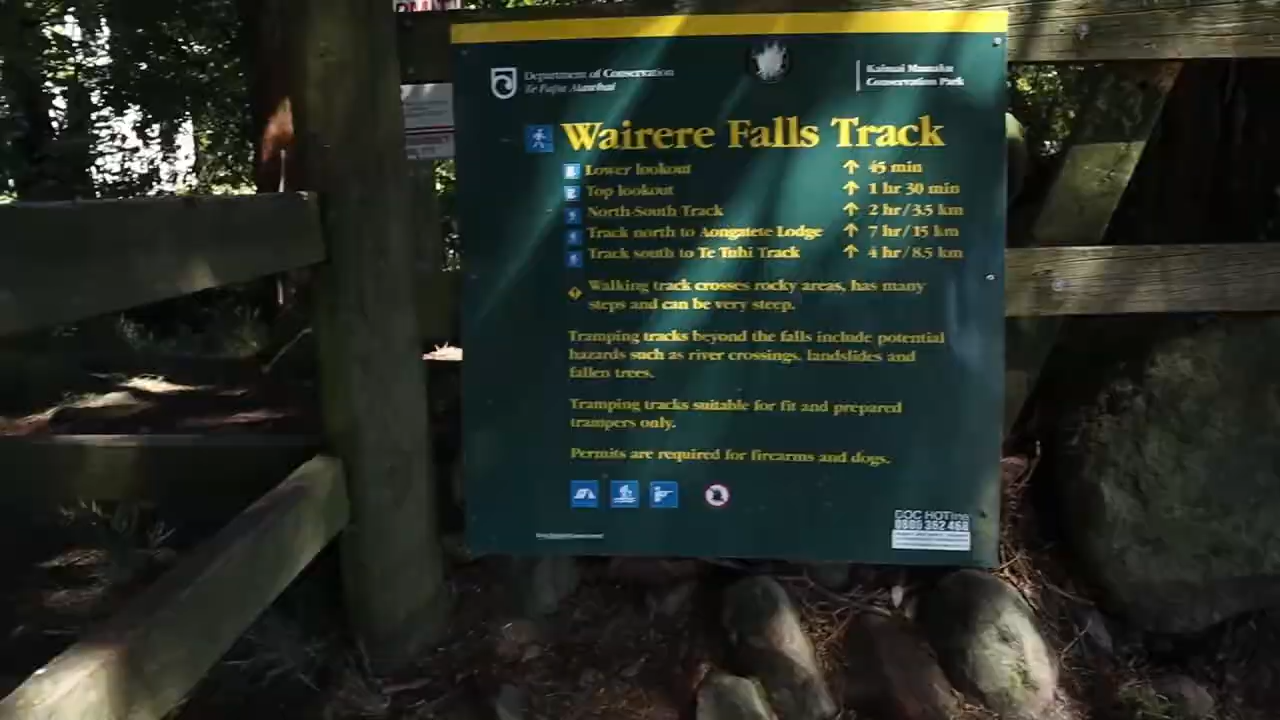 Department of Conservation
Te Papa Atawhai
Kaimai Mamaku
Conservation Park
Wairere Falls Track
Lower lookout ↑ 45 min
Top lookout ↑ 1 hr 30 min
North-South Track ↑ 2 hr/3.5 km
Track north to Aongatete Lodge ↑ 7 hr/15 km
Track south to Te Tuhi Track ↑ 4 hr/8.5 km
Walking track crosses rocky areas, has many
steps and can be very steep.
Tramping tracks beyond the falls include potential
hazards such as river crossings, landslides and
fallen trees.
Tramping tracks suitable for fit and prepared
trampers only.
Permits are required for firearms and dogs.
DOC HOTline
0800 362 468